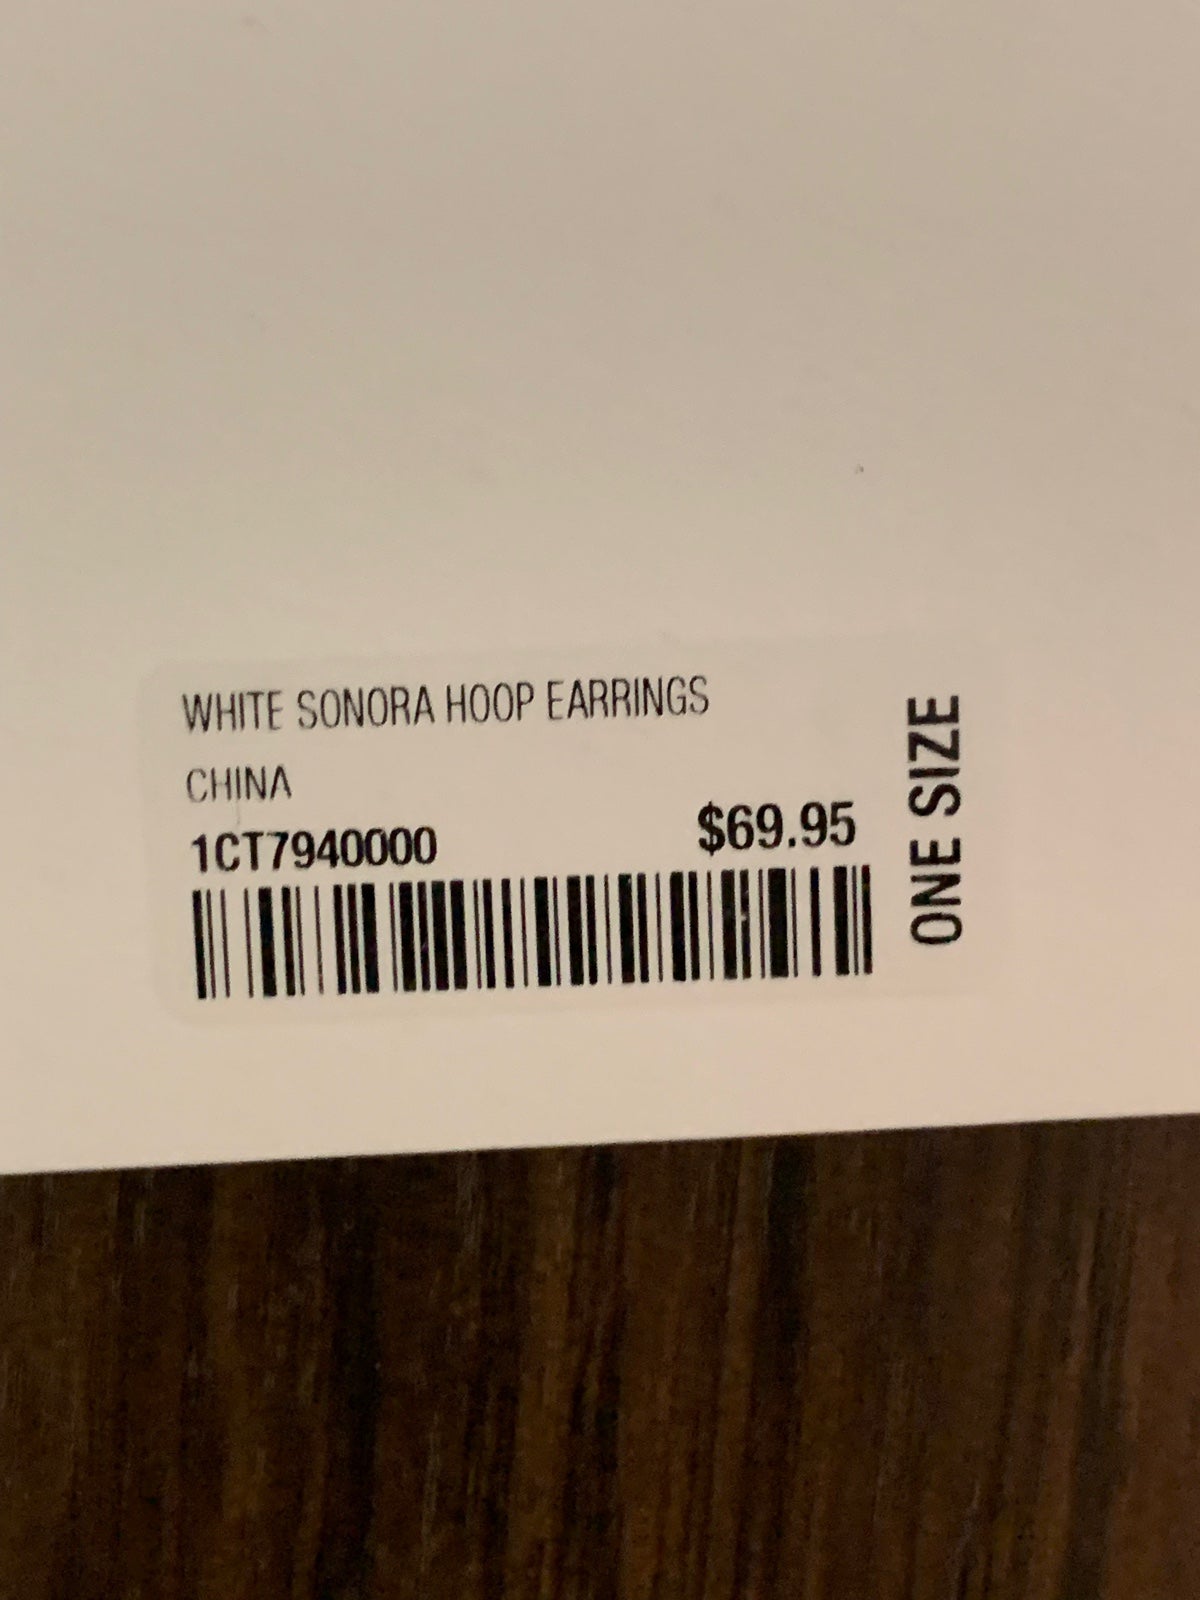 WHITE SONORA HOOP EARRINGS
CHINA
1CT7940000
$69.95
ONE SIZE